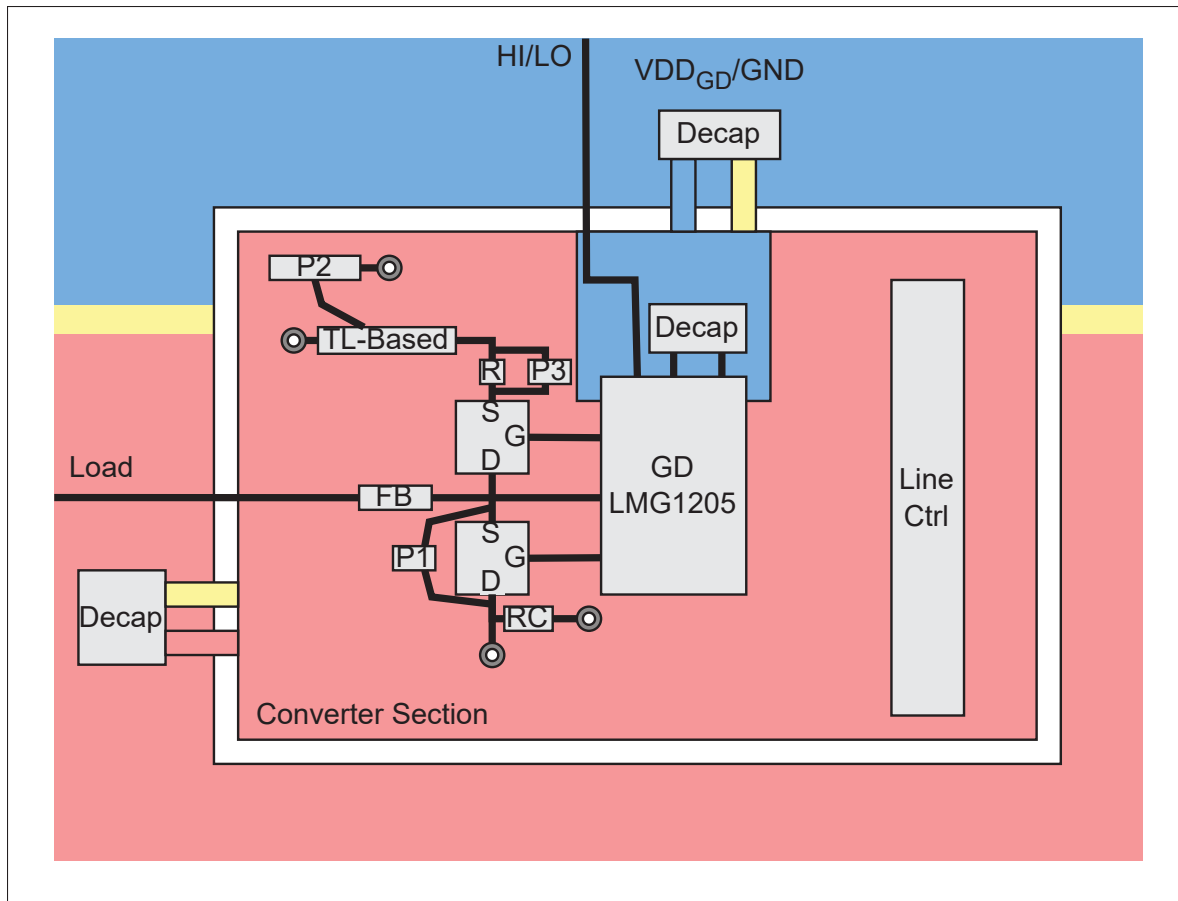 HI/LO
VDDGD/GND
Decap
P2
TL-Based
Decap
R
P3
S
G
D
Load
FB
GD
LMG1205
Line
Ctrl
S
G
P1
D
Decap
RC
Converter Section